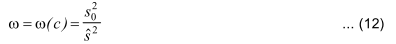 ω = ω(c) = s₀² / ŝ² ... (12)